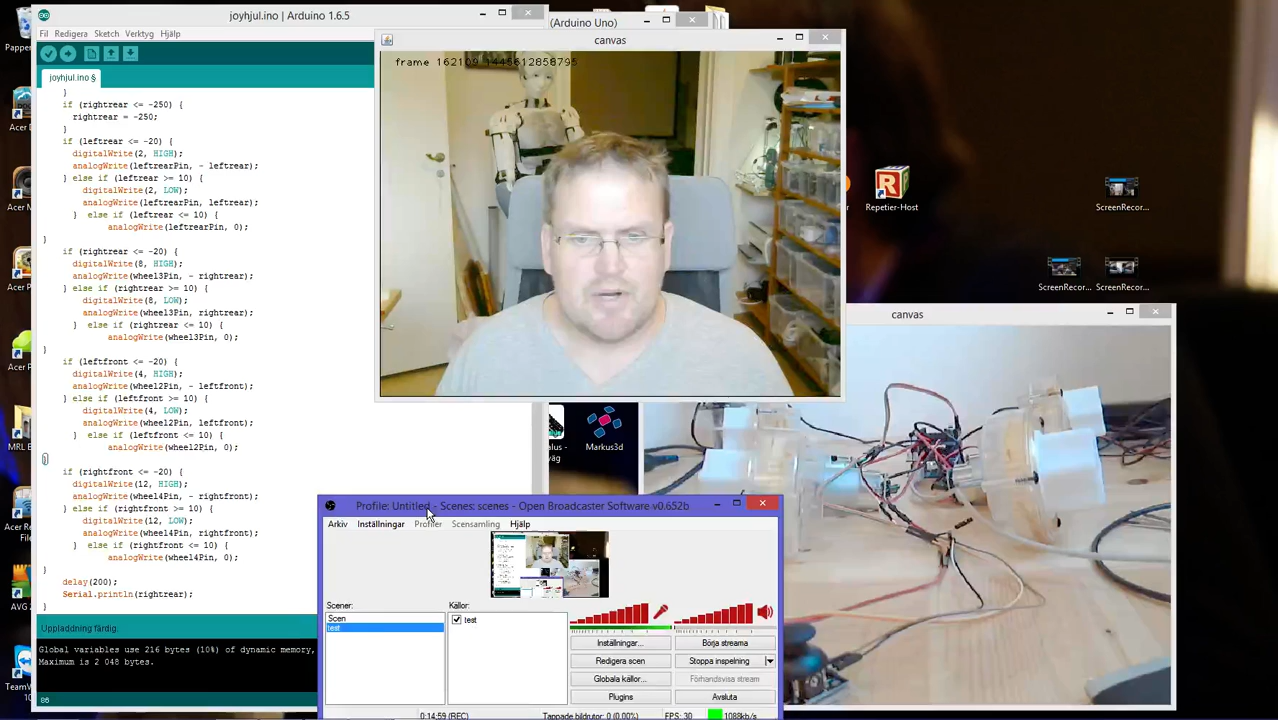 joyhjul.ino | Arduino 1.6.5
Fil Redigera Sketch Verktyg Hjälp
joyhjul.ino §
}
if (rightrear <= -250) {
rightrear = -250;
}
if (leftrear <= -20) {
digitalWrite(2, HIGH);
analogWrite(leftrearPin, - leftrear);
} else if (leftrear >= 10) {
digitalWrite(2, LOW);
analogWrite(leftrearPin, leftrear);
} else if (leftrear <= 10) {
analogWrite(leftrearPin, 0);
}
if (rightrear <= -20) {
digitalWrite(8, HIGH);
analogWrite(wheel3Pin, - rightrear);
} else if (rightrear >= 10) {
digitalWrite(8, LOW);
analogWrite(wheel3Pin, rightrear);
} else if (rightrear <= 10) {
analogWrite(wheel3Pin, 0);
}
if (leftfront <= -20) {
digitalWrite(4, HIGH);
analogWrite(wheel2Pin, - leftfront);
} else if (leftfront >= 10) {
digitalWrite(4, LOW);
analogWrite(wheel2Pin, leftfront);
} else if (leftfront <= 10) {
analogWrite(wheel2Pin, 0);
}
if (rightfront <= -20) {
digitalWrite(12, HIGH);
analogWrite(wheel4Pin, - rightfront);
} else if (rightfront >= 10) {
digitalWrite(12, LOW);
analogWrite(wheel4Pin, rightfront);
} else if (rightfront <= 10) {
analogWrite(wheel4Pin, 0);
}
delay(200);
Serial.println(rightrear);
}
Uppladdning färdig.
Global variables use 216 bytes (10%) of dynamic memory,
Maximum is 2 048 bytes.
(Arduino Uno)
canvas
frame 162109 1445612858795
Repetier-Host
ScreenRecor...
ScreenRecor...
ScreenRecor...
canvas
Markus3d
Profile: Untitled - Scenes: scenes - Open Broadcaster Software v0.652b
Arkiv Inställningar Profiler Scensamling Hjälp
Scener:
Scen
test
Källor:
test
Inställningar...
Börja streama
Redigera scen
Stoppa inspelning
Globala källor...
Förhandsvisa stream
Plugins
Avsluta
0:14:59 (REC)
Tappade bildrutor: 0 (0,00%)
FPS: 30
1088kb/s